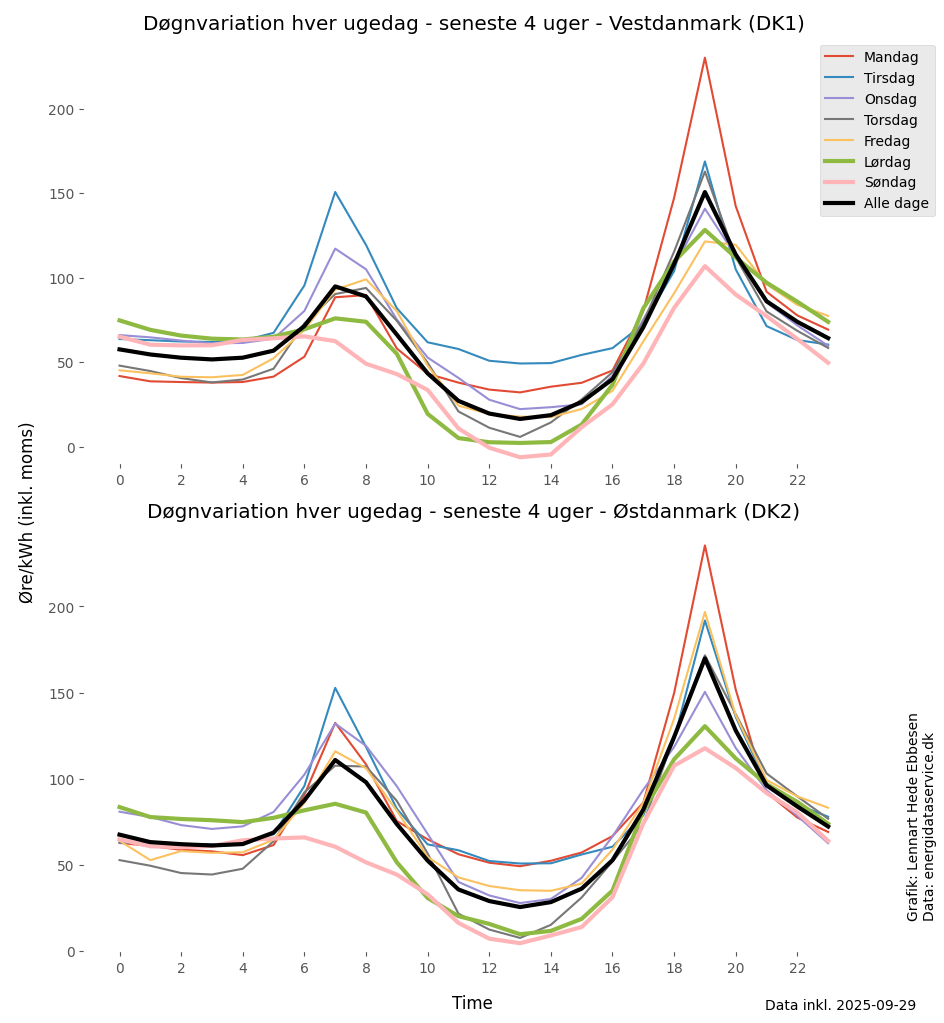 Døgnvariation hver ugedag - seneste 4 uger - Vestdanmark (DK1)
Mandag
Tirsdag
Onsdag
Torsdag
Fredag
Lørdag
Søndag
Alle dage
200
150
100
50
0
0 2 4 6 8 10 12 14 16 18 20 22
Øre/kWh (inkl. moms)
Døgnvariation hver ugedag - seneste 4 uger - Østdanmark (DK2)
200
150
100
50
0
0 2 4 6 8 10 12 14 16 18 20 22
Time
Grafik: Lennart Hede Ebbesen
Data: energidataservice.dk
Data inkl. 2025-09-29